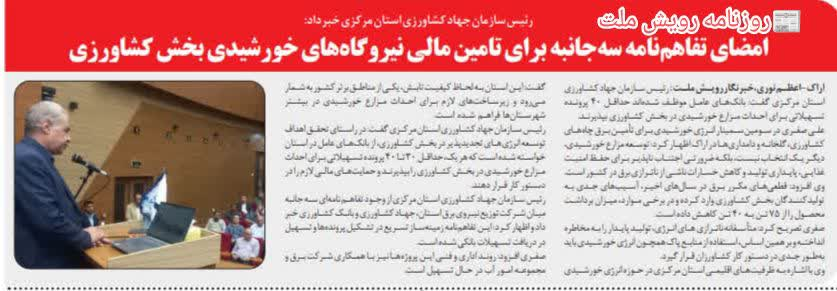 روزنامه رویش ملت
رئیس سازمان جهاد کشاورزی استان مرکزی خبر داد:
امضای تفاهم‌نامه سه‌جانبه برای تامین مالی نیروگاه‌های خورشیدی بخش کشاورزی
اراک-اعظم نوری، خبرنگار رویش ملت: رئیس سازمان جهاد کشاورزی
استان مرکزی گفت: بانک‌های عامل موظف شده‌اند حداقل ۴۰ پرونده
تسهیلاتی برای احداث مزارع خورشیدی در بخش کشاورزی بپذیرند.
علی صفری در سومین سمینار انرژی خورشیدی برای تأمین برق چاه‌های
کشاورزی، گلخانه و دامداری‌ها در اراک اظهار کرد: توسعه مزارع خورشیدی،
دیگر یک انتخاب نیست، بلکه ضرورتی اجتناب ناپذیر برای حفظ امنیت
غذایی، پایداری تولید و کاهش خسارات ناشی از ناترازی برق در کشور است.
وی افزود: قطعی‌های مکرر برق در سال‌های اخیر، آسیب‌های جدی به
تولیدکنندگان بخش کشاورزی وارد کرده و در برخی موارد، میزان برداشت
محصول را از ۷۵ تن به ۴۰ تن کاهش داده است.
صفری تصریح کرد: متأسفانه ناترازی‌های انرژی، تولید پایدار را به مخاطره
انداخته و بر همین اساس، استفاده از منابع پاک همچون انرژی خورشیدی باید
به‌طور جدی در دستور کار کشاورزان قرار گیرد.
وی با اشاره به ظرفیت‌های اقلیمی استان مرکزی در حوزه انرژی خورشیدی
گفت: این استان به لحاظ کیفیت تابش، یکی از مناطق برتر کشور به شمار
می‌رود و زیرساخت‌های لازم برای احداث مزارع خورشیدی در بیشتر
شهرستان‌ها فراهم شده است.
رئیس سازمان جهاد کشاورزی استان مرکزی گفت: در راستای تحقق اهداف
توسعه انرژی‌های تجدیدپذیر در بخش کشاورزی، از بانک‌های عامل در استان
خواسته شده است که هر یک، حداقل ۳۰ تا ۴۰ پرونده تسهیلاتی برای احداث
مزارع خورشیدی در بخش کشاورزی را بپذیرند و حمایت‌های مالی لازم را در
دستور کار قرار دهند.
رئیس سازمان جهاد کشاورزی استان مرکزی از وجود تفاهم‌نامه‌ای سه جانبه
میان شرکت توزیع نیروی برق استان، جهاد کشاورزی و بانک کشاورزی خبر
داد و اظهار کرد: این تفاهم‌نامه زمینه‌ساز تسریع در تشکیل پرونده‌ها و تسهیل
در دریافت تسهیلات بانکی شده است.
صفری افزود: روند اداری و فنی این پروژه‌ها نیز با همکاری شرکت برق و
مجموعه امور آب در حال تسهیل است.